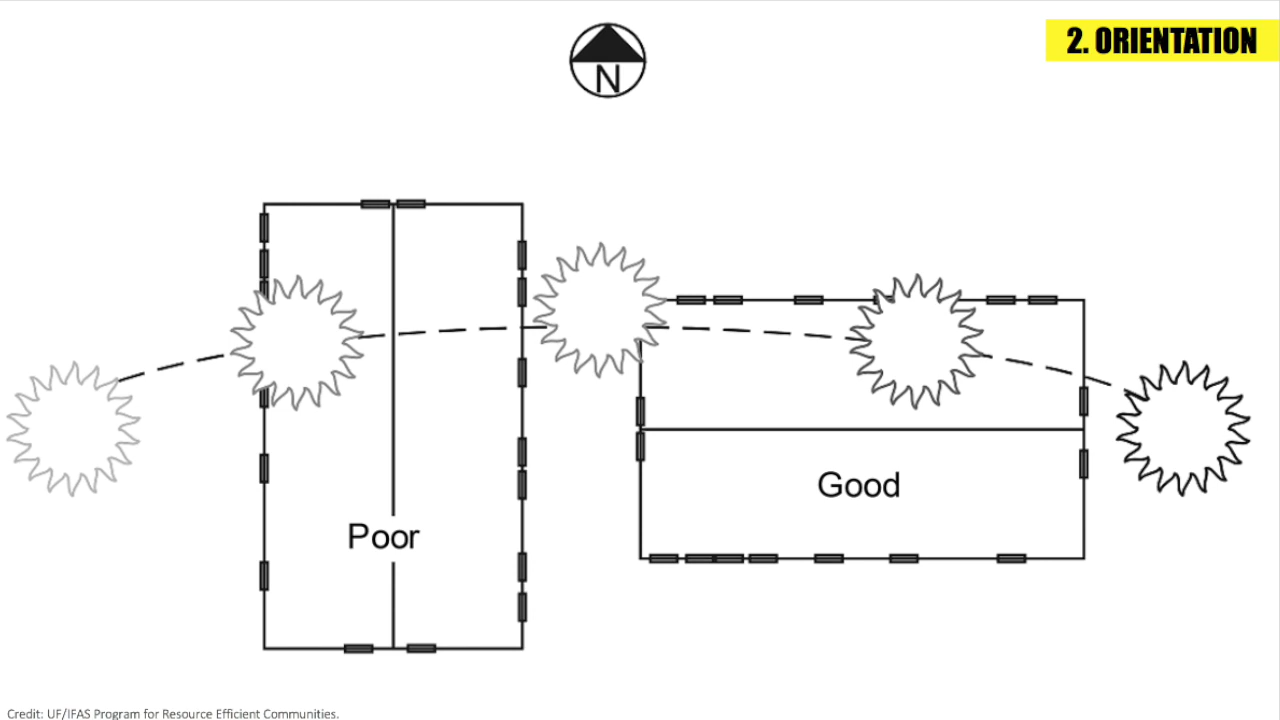 2. ORIENTATION
N
Good
Poor
Credit: UF/IFAS Program for Resource Efficient Communities.